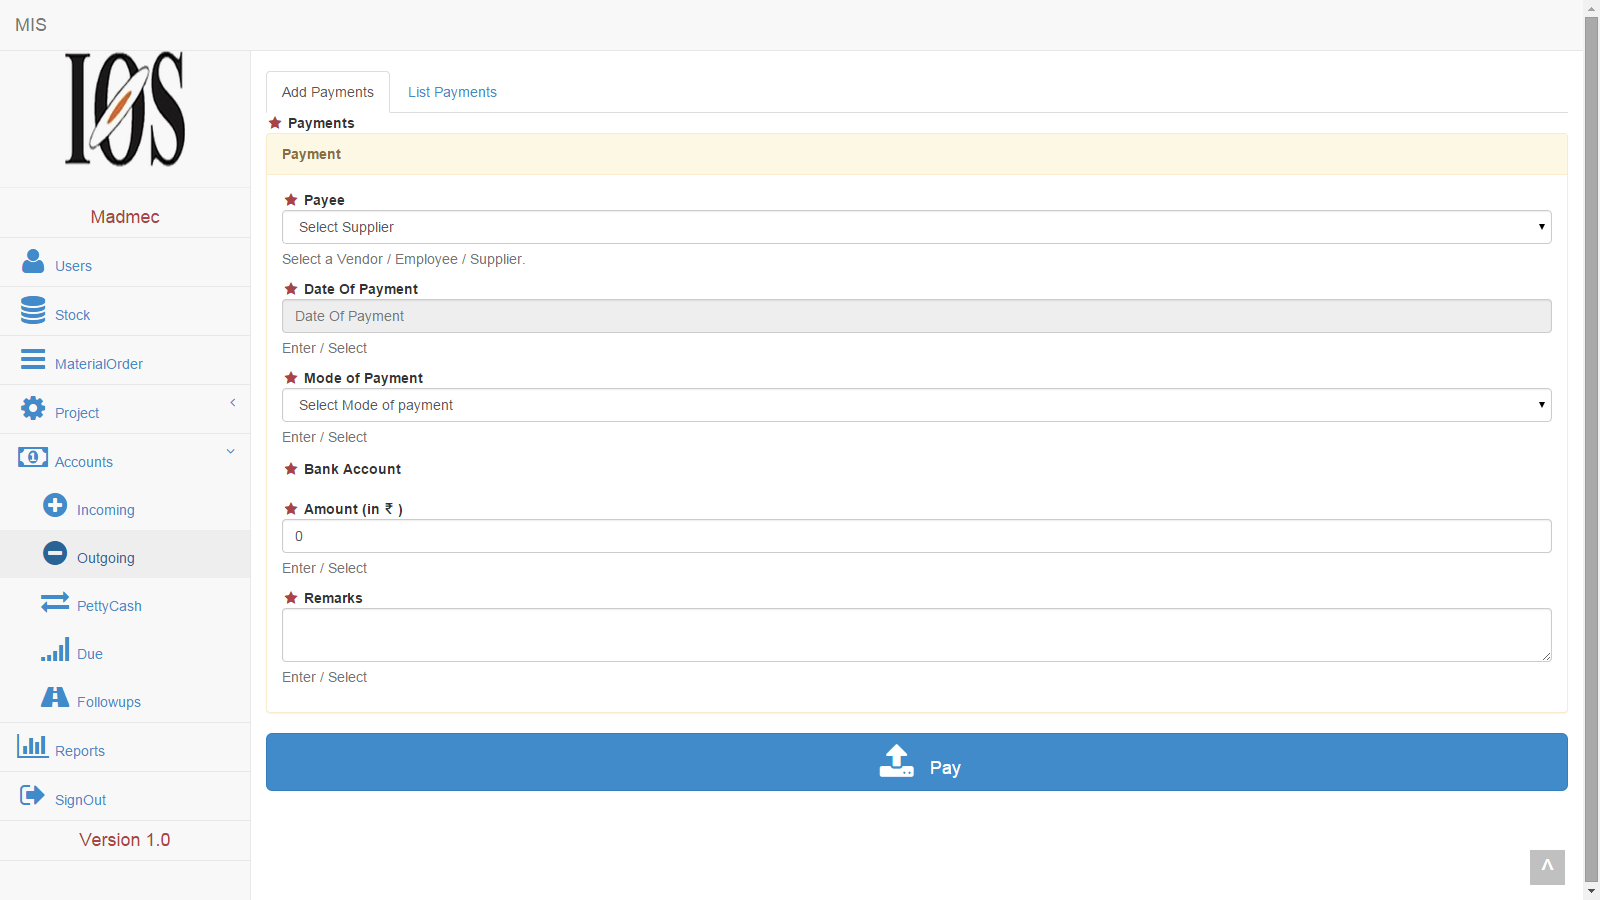 MIS
IOS
Madmec
Users
Stock
MaterialOrder
Project
Accounts
Incoming
Outgoing
PettyCash
Due
Followups
Reports
SignOut
Version 1.0
Add Payments
List Payments
Payments
Payment
Payee
Select Supplier
Select a Vendor / Employee / Supplier.
Date Of Payment
Date Of Payment
Enter / Select
Mode of Payment
Select Mode of payment
Enter / Select
Bank Account
Amount (in ₹ )
0
Enter / Select
Remarks
Enter / Select
Pay
^